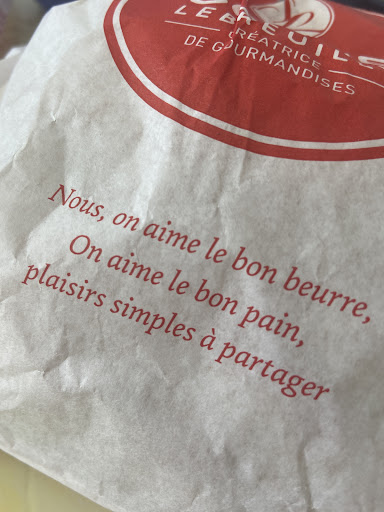 CRÉATRICE
DE GOURMANDISES
Nous, on aime le bon beurre,
On aime le bon pain,
plaisirs simples à partager